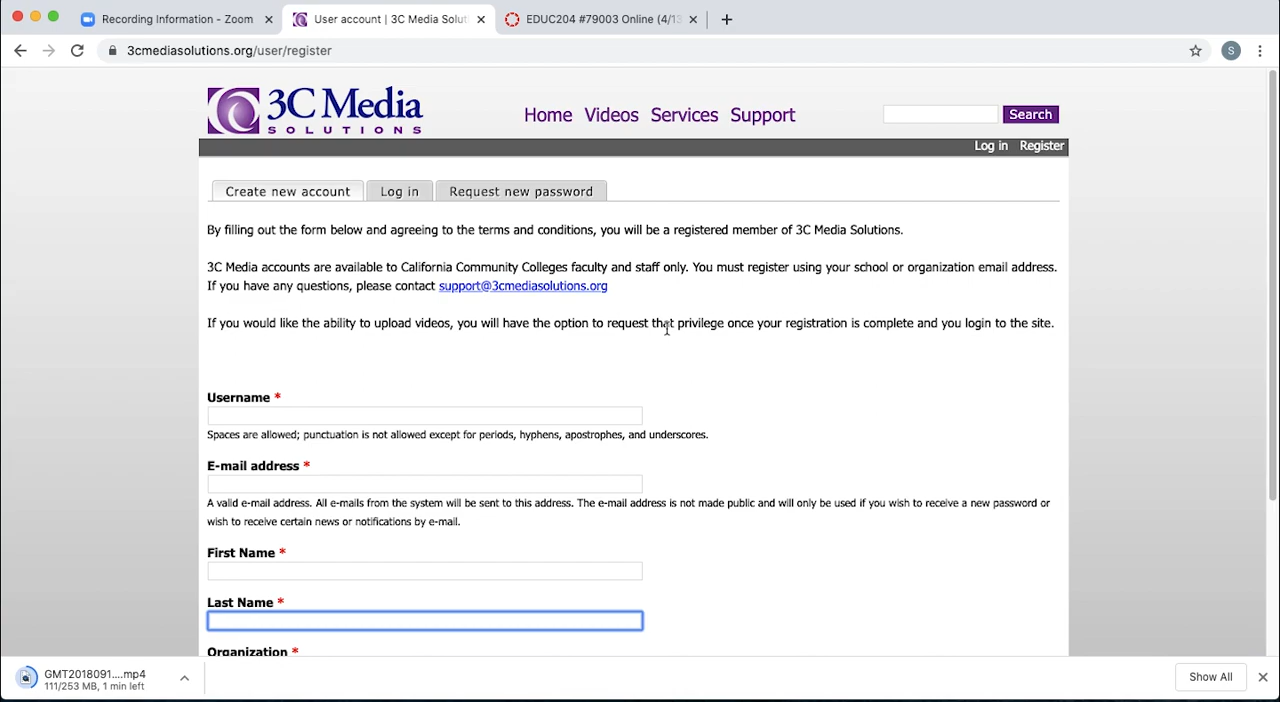 Recording Information - Zoom
User account | 3C Media Solut
EDUC204 #79003 Online (4/13
3cmediasolutions.org/user/register
S
3C Media
SOLUTIONS
Home Videos Services Support
Search
Log in Register
Create new account Log in Request new password
By filling out the form below and agreeing to the terms and conditions, you will be a registered member of 3C Media Solutions.
3C Media accounts are available to California Community Colleges faculty and staff only. You must register using your school or organization email address.
If you have any questions, please contact support@3cmediasolutions.org
If you would like the ability to upload videos, you will have the option to request that privilege once your registration is complete and you login to the site.
Username *
Spaces are allowed; punctuation is not allowed except for periods, hyphens, apostrophes, and underscores.
E-mail address *
A valid e-mail address. All e-mails from the system will be sent to this address. The e-mail address is not made public and will only be used if you wish to receive a new password or
wish to receive certain news or notifications by e-mail.
First Name *
Last Name *
Organization *
GMT2018091....mp4
111/253 MB, 1 min left
Show All